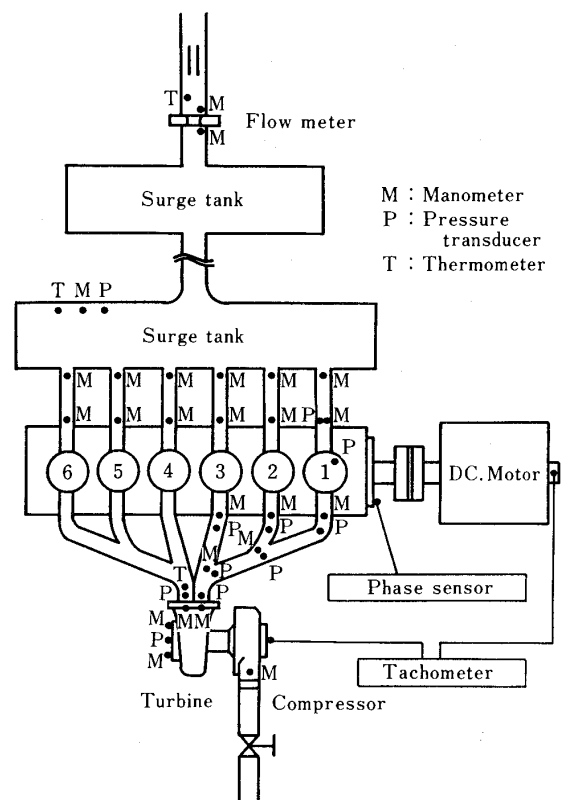 T
M
Flow meter
M
Surge tank
M : Manometer
P : Pressure
transducer
T : Thermometer
T M P
Surge tank
M M M M M M
M M M M M P M
P
6 5 4 3 2 1
DC. Motor
M M M
P P P
M
M P P
T
P P
Phase sensor
M M M
P
M
M
Tachometer
Turbine
Compressor